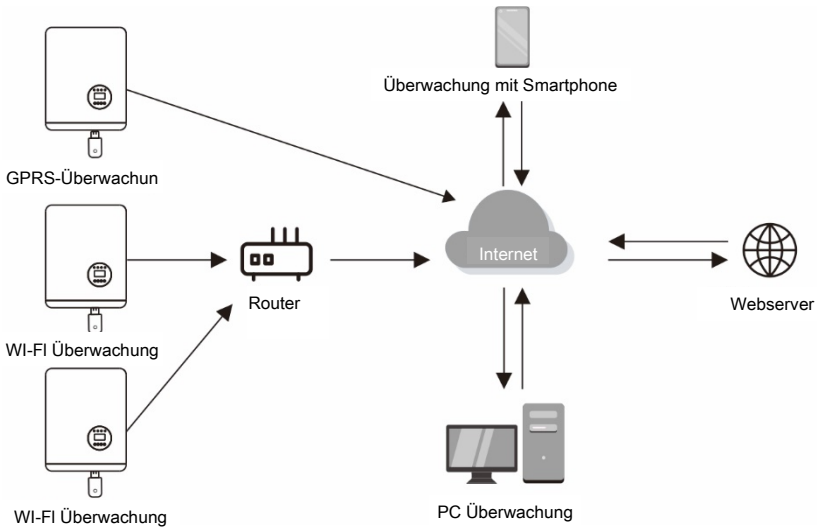 Überwachung mit Smartphone
GPRS-Überwachun
Internet
Router
Webserver
WI-FI Überwachung
PC Überwachung
WI-FI Überwachung